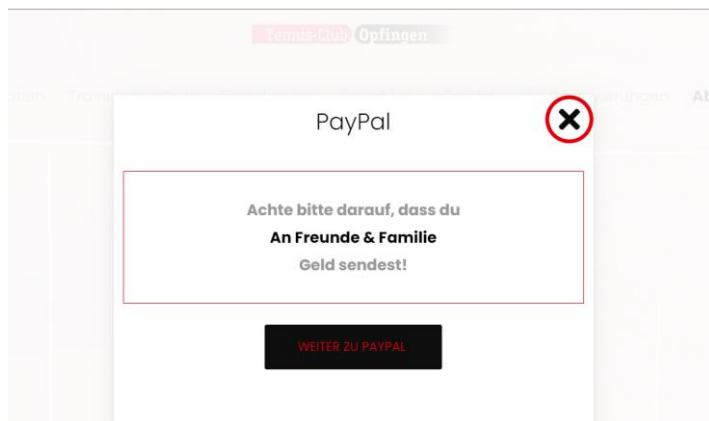 Tennis-Club Opfingen
PayPal
Achte bitte darauf, dass du
An Freunde & Familie
Geld sendest!
WEITER ZU PAYPAL